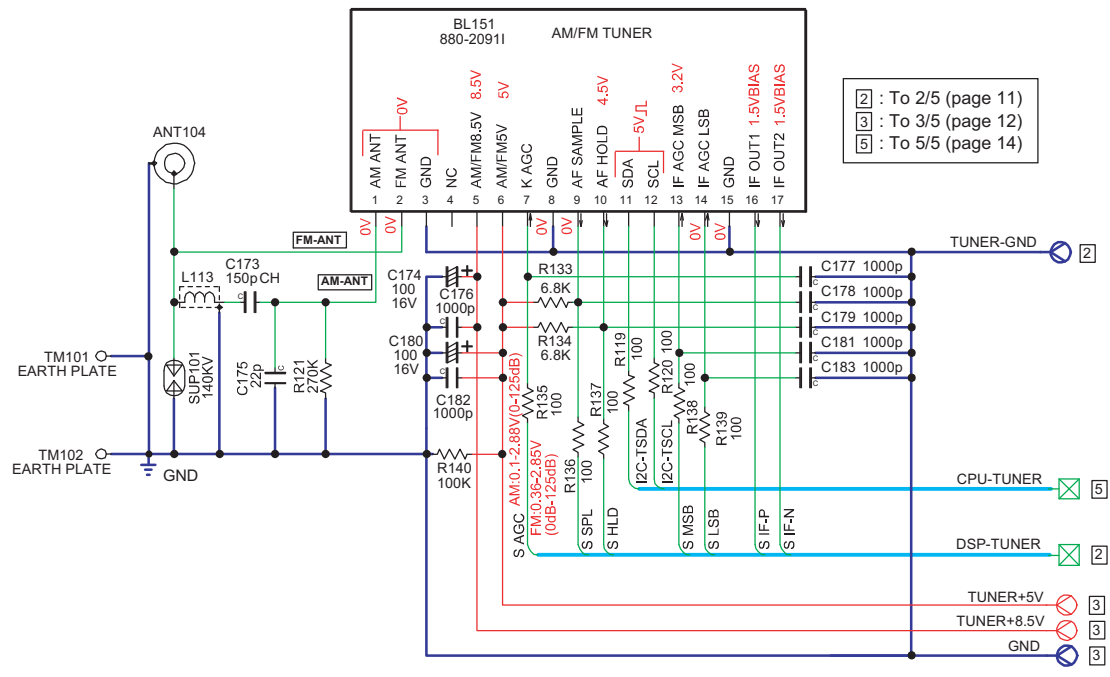 BL151
880-2091I
AM/FM TUNER
0V
8.5V
5V
4.5V
5V
3.2V
1.5VBIAS
1.5VBIAS
AM ANT
FM ANT
GND
NC
AM/FM8.5V
AM/FM5V
K AGC
GND
AF SAMPLE
AF HOLD
SDA
SCL
IF AGC MSB
IF AGC LSB
GND
IF OUT1
IF OUT2
1 2 3 4 5 6 7 8 9 10 11 12 13 14 15 16 17
0V 0V 0V 0V 0V 0V
2 : To 2/5 (page 11)
3 : To 3/5 (page 12)
5 : To 5/5 (page 14)
ANT104
FM-ANT
AM-ANT
L113
C173
150p CH
C
TM101
EARTH PLATE
SUP101
140KV
C175
22p
C
R121
270K
TM102
EARTH PLATE
GND
C174
100
16V
+
C176
1000p
C
C180
100
16V
+
C
C182
1000p
R140
100K
R133
6.8K
R134
6.8K
R135
100
R136
100
R137
100
R119
100
R120
100
R138
100
R139
100
C177 1000p
C
C178 1000p
C
C179 1000p
C
C181 1000p
C
C183 1000p
C
S AGC
AM:0.1-2.88V(0-125dB)
FM:0.36-2.85V
(0dB-125dB)
S SPL
S HLD
I2C-TSDA
I2C-TSCL
S MSB
S LSB
S IF-P
S IF-N
TUNER-GND
2
CPU-TUNER
5
DSP-TUNER
2
TUNER+5V
3
TUNER+8.5V
3
GND
3